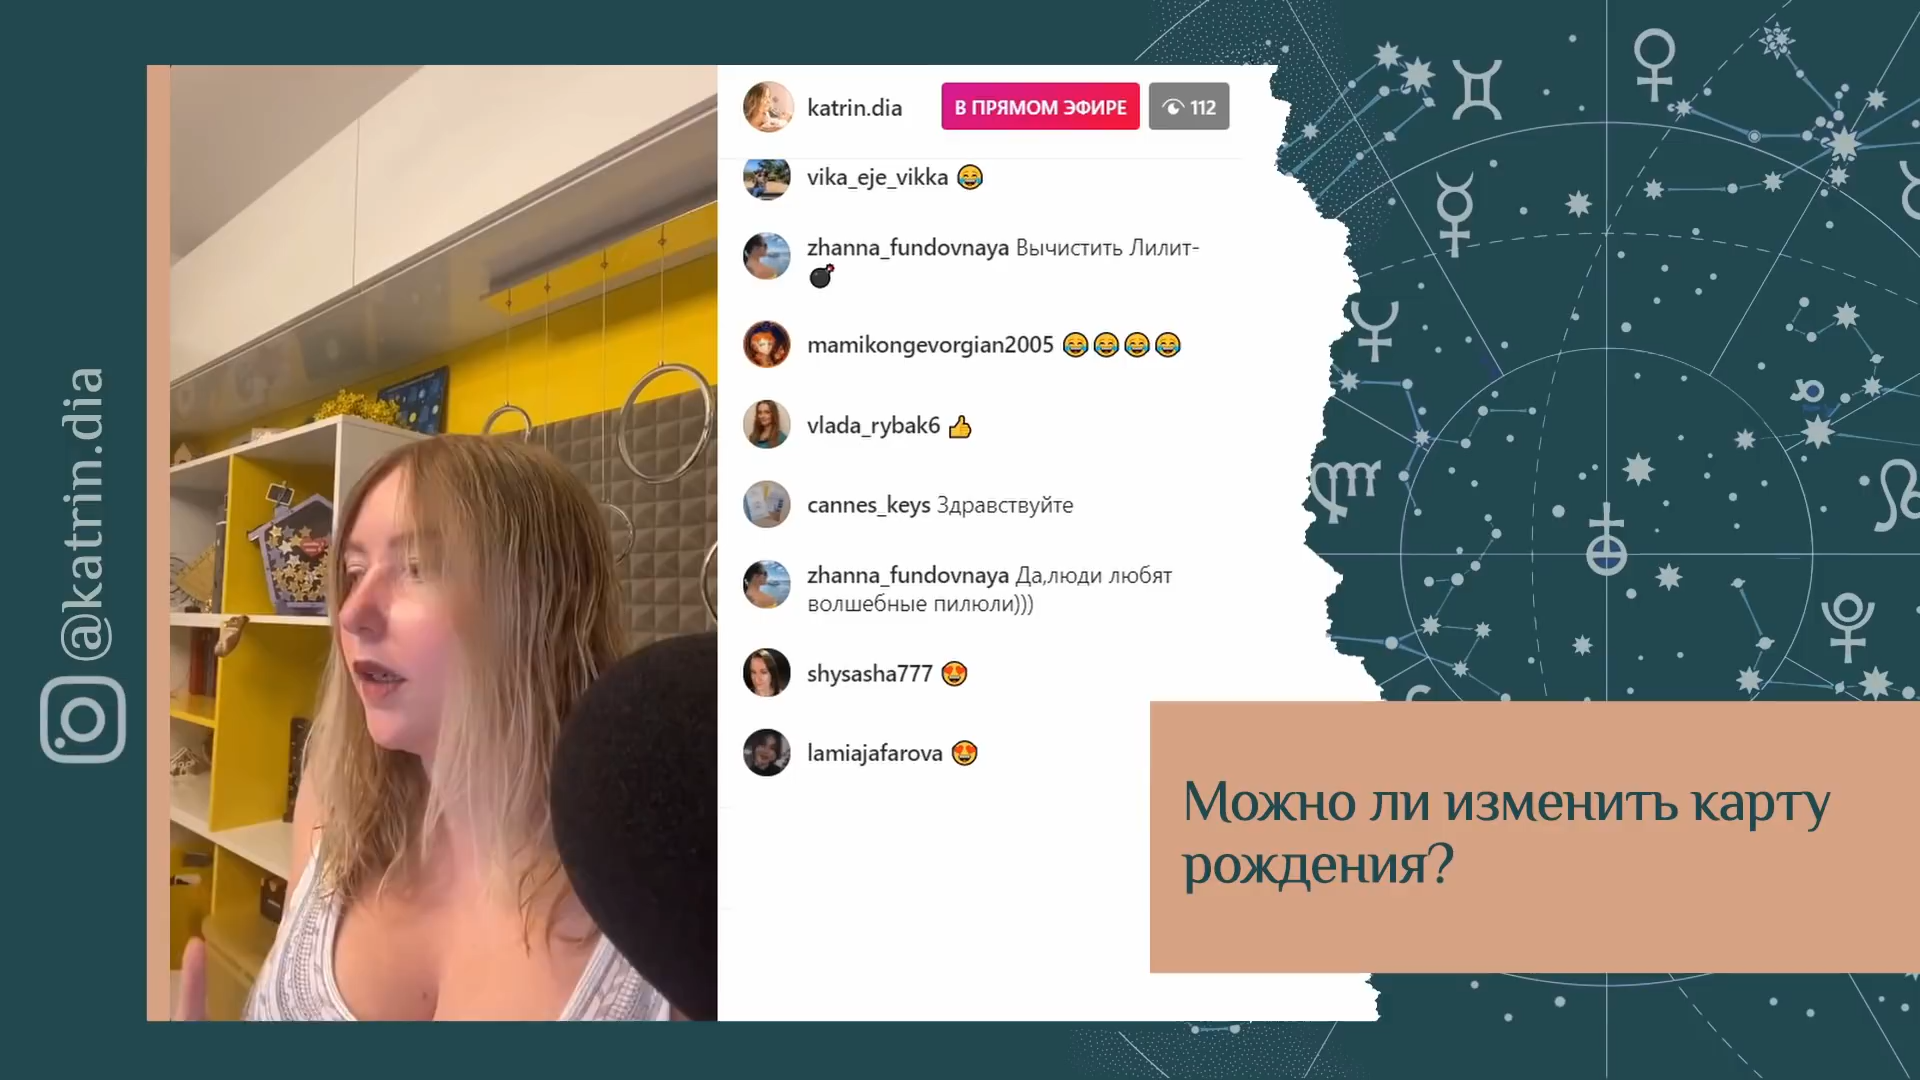 @katrin.dia
katrin.dia
В ПРЯМОМ ЭФИРЕ
112
vika_eje_vikka 😂
zhanna_fundovnaya Вычистить Лилит-
💣
mamikongevorgian2005 😂😂😂😂
vlada_rybak6 👍
cannes_keys Здравствуйте
zhanna_fundovnaya Да,люди любят
волшебные пилюли)))
shysasha777 😍
lamiajafarova 😍
Можно ли изменить карту
рождения?